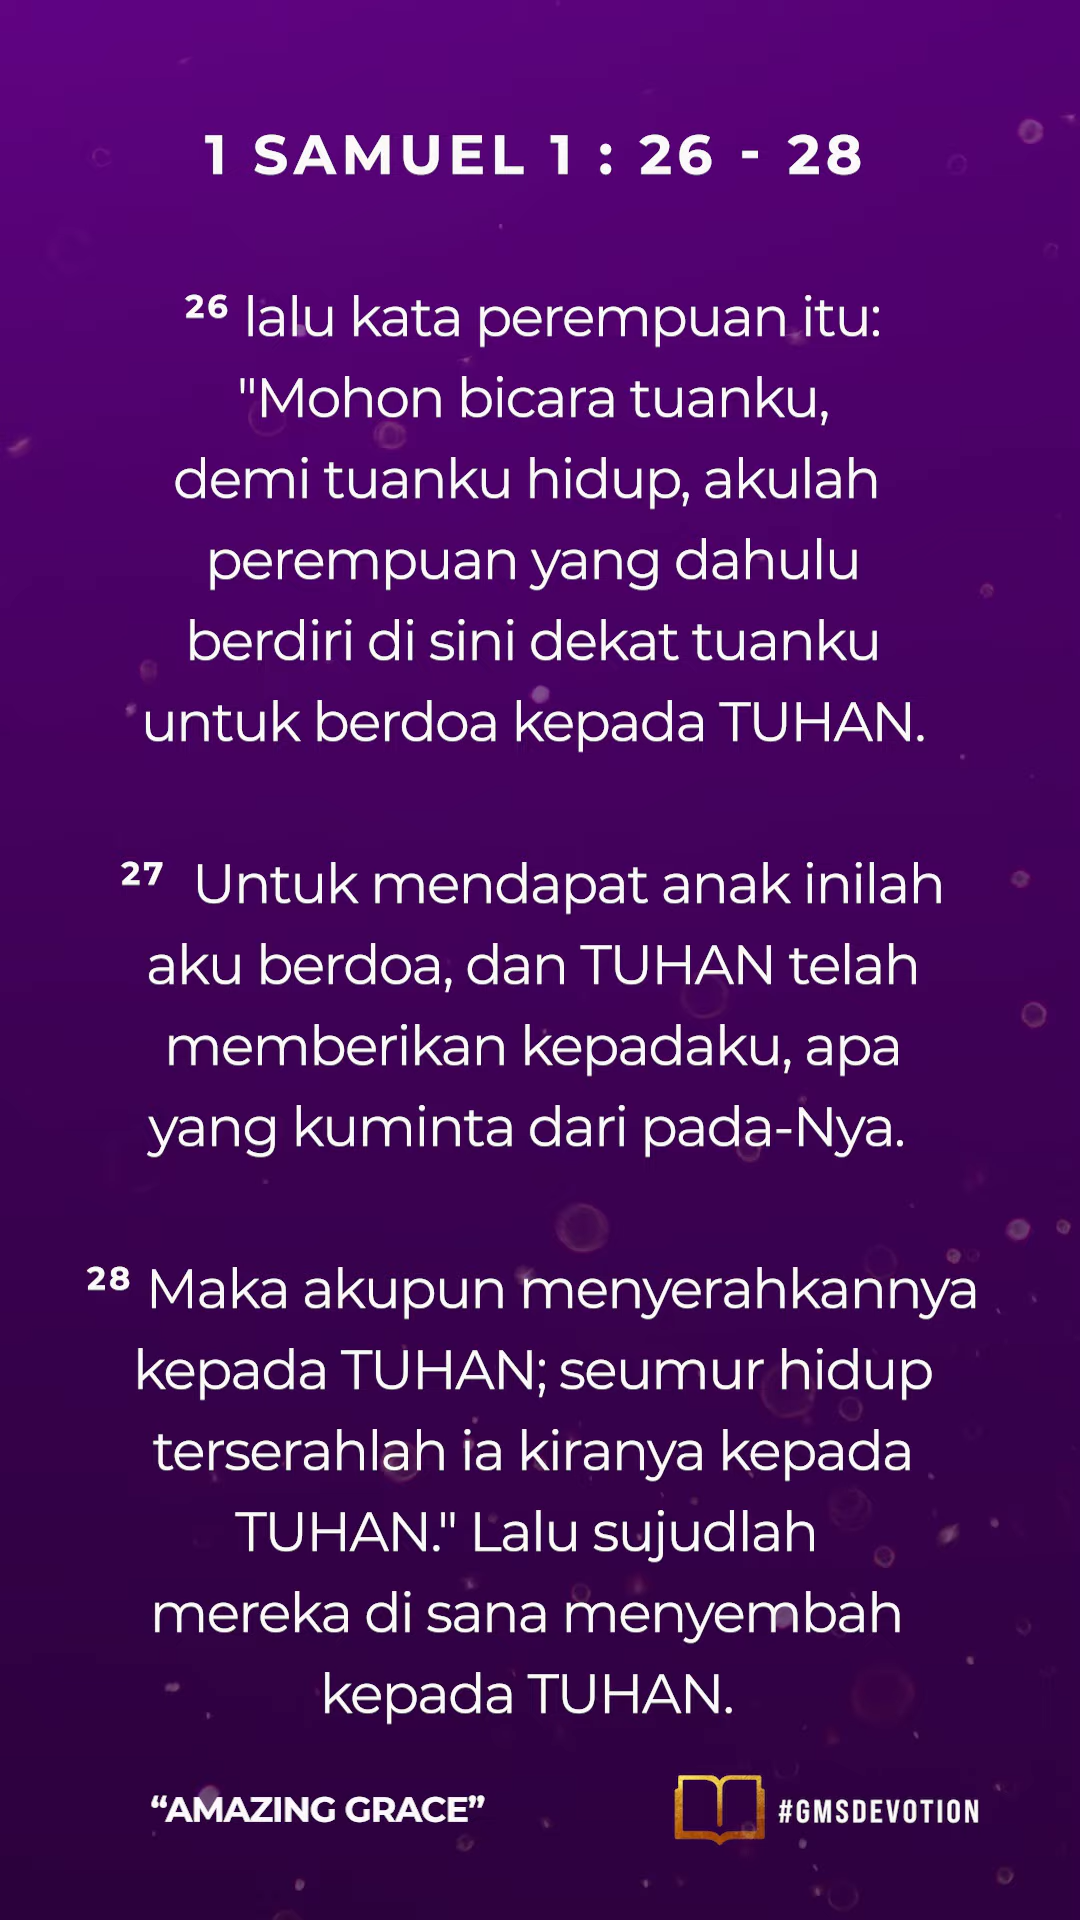 1 SAMUEL 1 : 26 - 28
26 lalu kata perempuan itu:
"Mohon bicara tuanku,
demi tuanku hidup, akulah
perempuan yang dahulu
berdiri di sini dekat tuanku
untuk berdoa kepada TUHAN.
27 Untuk mendapat anak inilah
aku berdoa, dan TUHAN telah
memberikan kepadaku, apa
yang kuminta dari pada-Nya.
28 Maka akupun menyerahkannya
kepada TUHAN; seumur hidup
terserahlah ia kiranya kepada
TUHAN." Lalu sujudlah
mereka di sana menyembah
kepada TUHAN.
“AMAZING GRACE”
#GMSDEVOTION